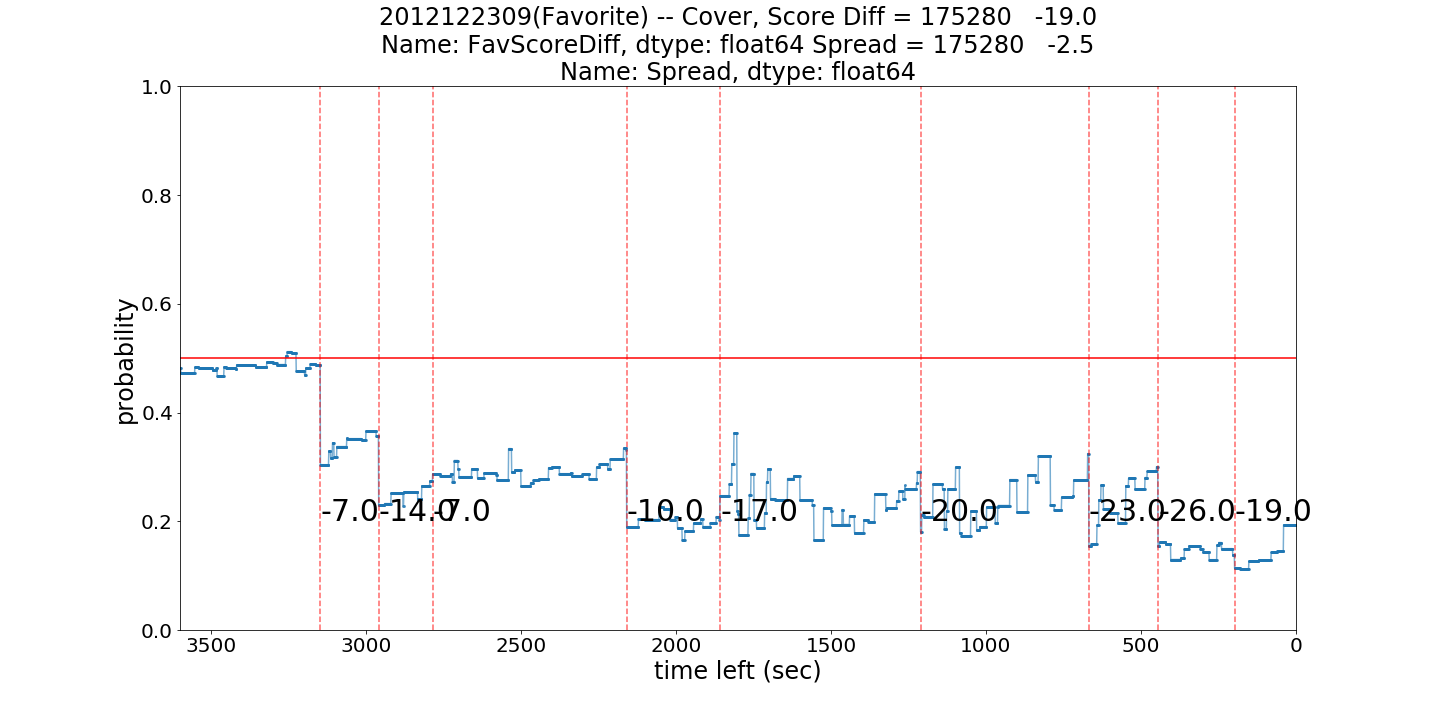 2012122309(Favorite) -- Cover, Score Diff = 175280   -19.0
Name: FavScoreDiff, dtype: float64 Spread = 175280   -2.5
Name: Spread, dtype: float64
probability
1.0
0.8
0.6
0.4
0.2
0.0
-7.0 -14.0 -7.0 -10.0 -17.0 -20.0 -23.0 -26.0 -19.0
3500 3000 2500 2000 1500 1000 500 0
time left (sec)